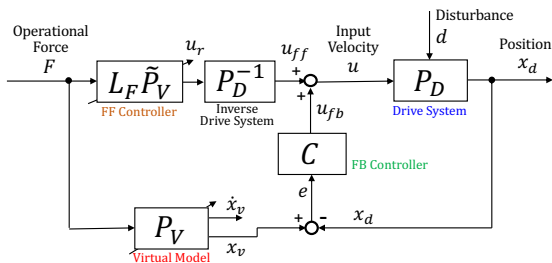 Operational
Force
F
u_r
L_F P̃_V
FF Controller
P_D^{-1}
Inverse
Drive System
u_ff
+
+
Input
Velocity
u
Disturbance
d
P_D
Drive System
Position
x_d
u_fb
C
FB Controller
e
P_V
Virtual Model
ẋ_v
x_v
+
-
x_d